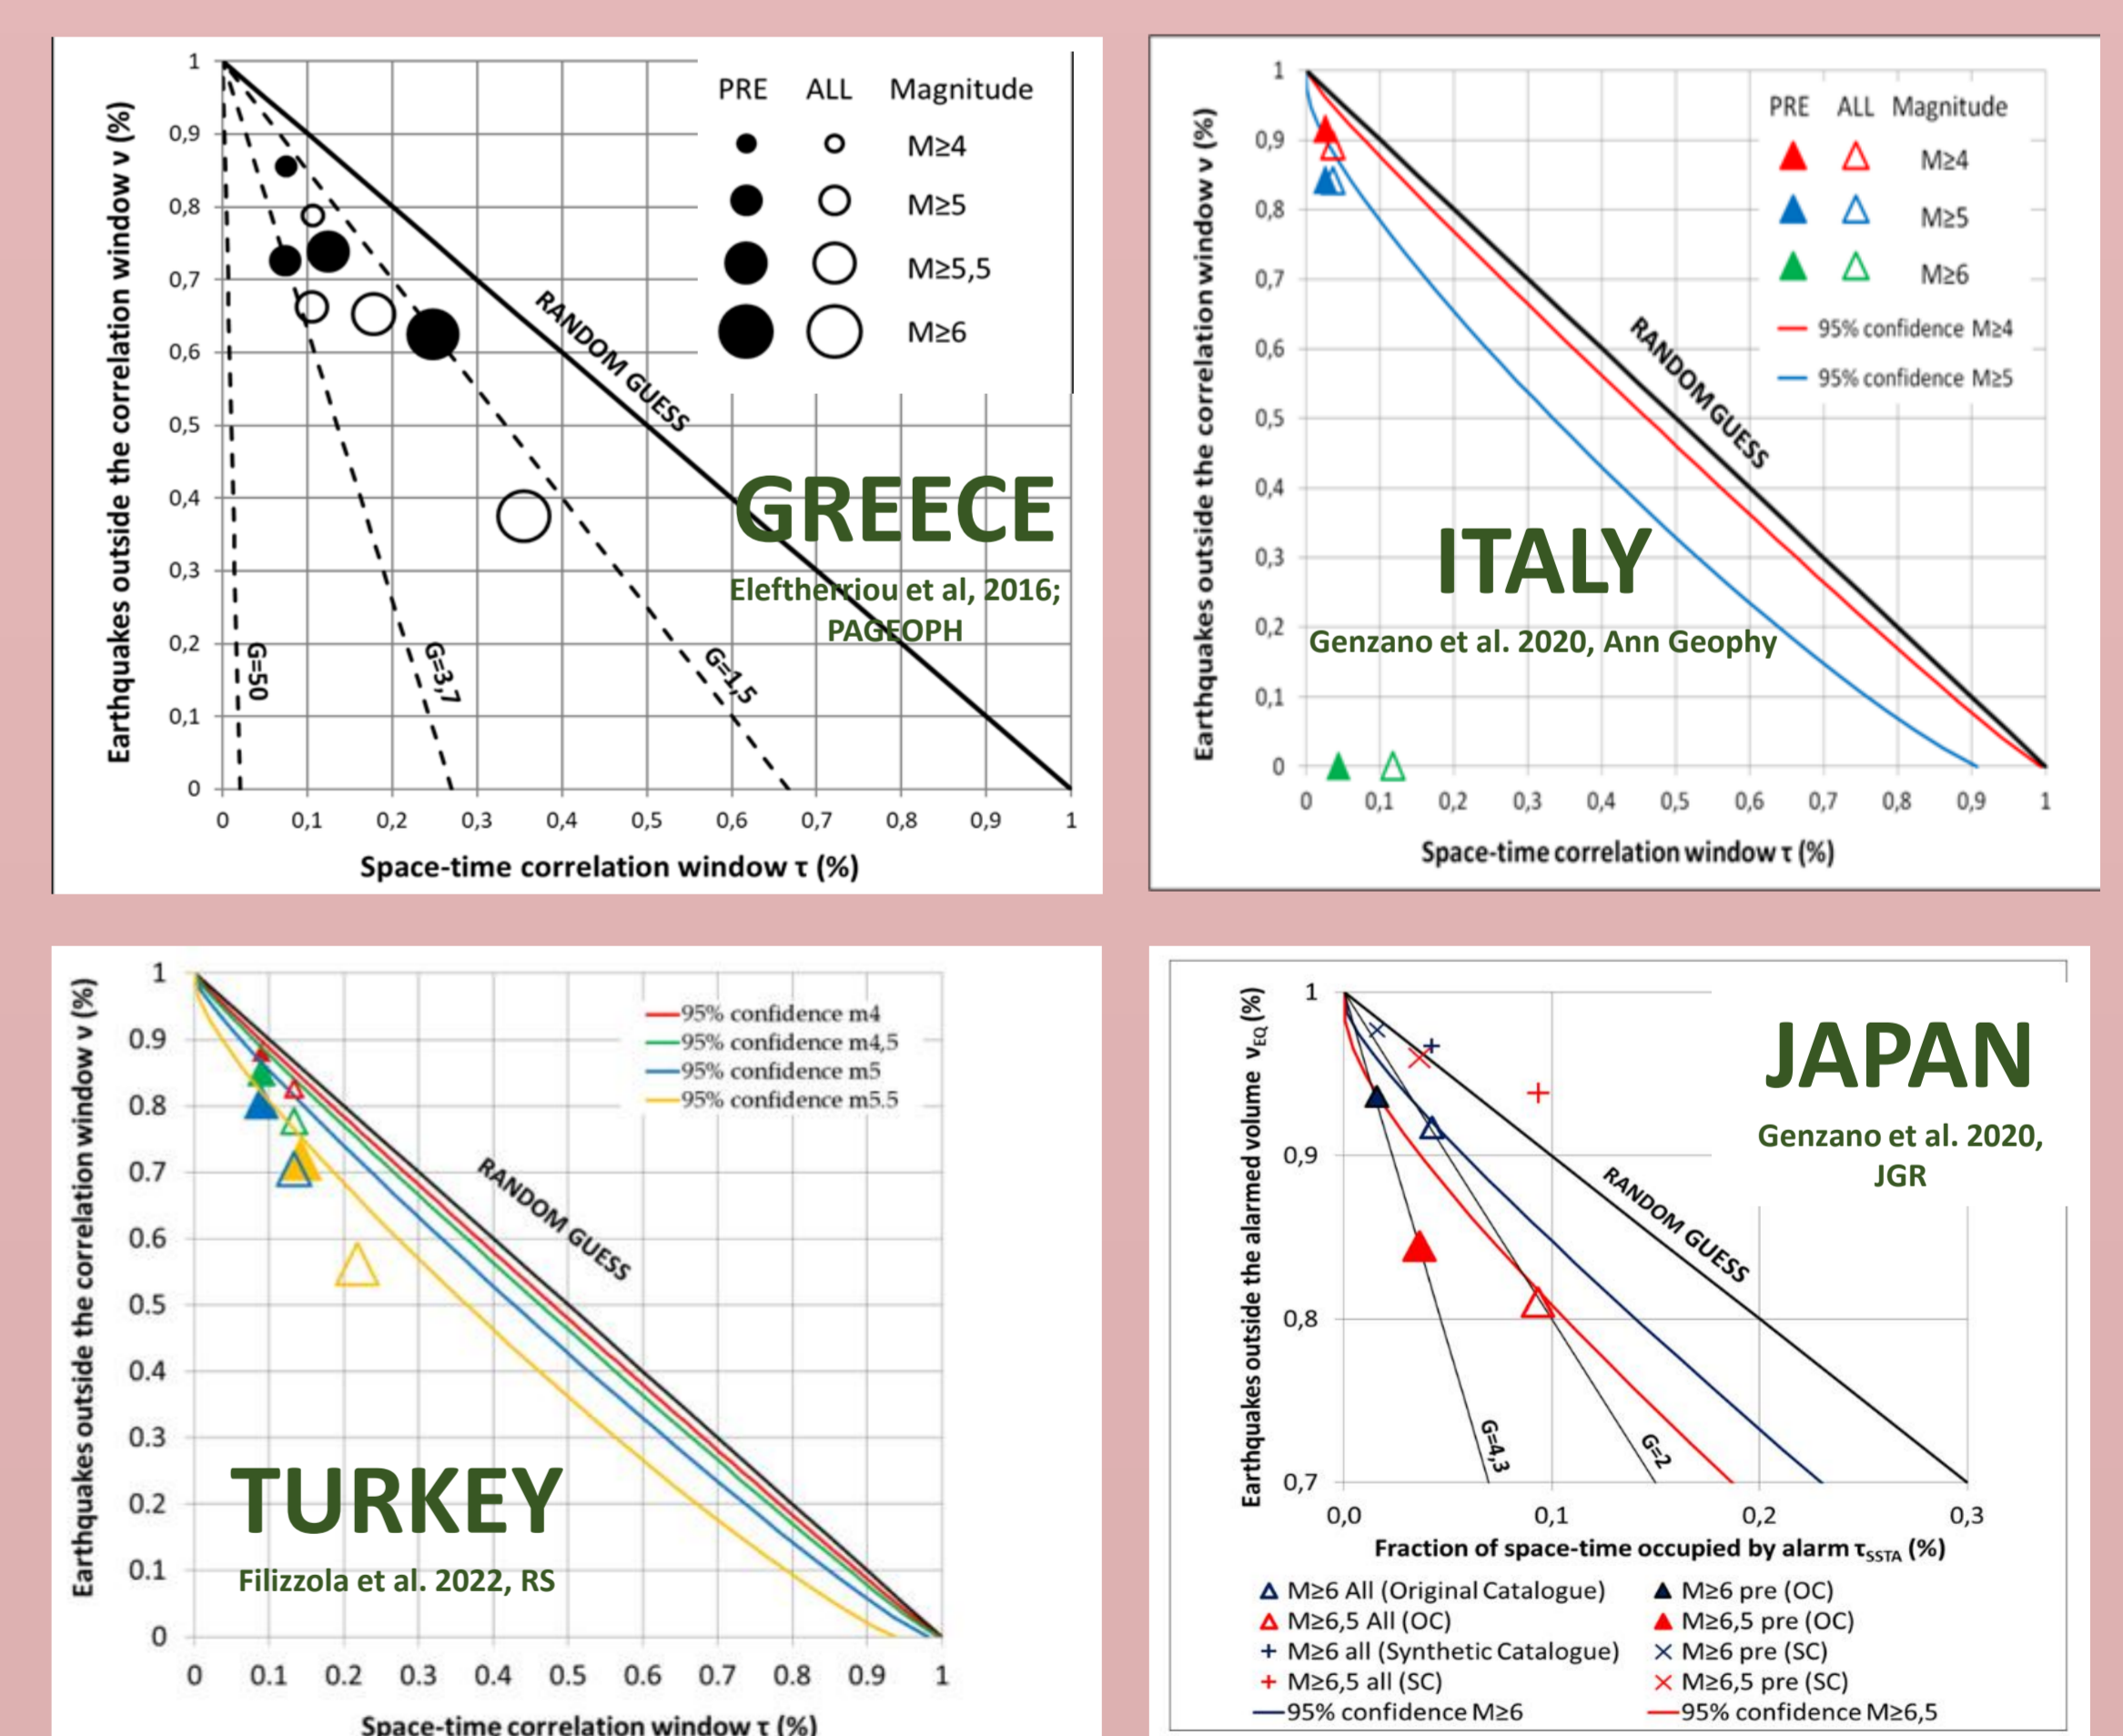 Earthquakes outside the correlation window ν (%)
1
0,9
0,8
0,7
0,6
0,5
0,4
0,3
0,2
0,1
0
0 0,1 0,2 0,3 0,4 0,5 0,6 0,7 0,8 0,9 1
Space-time correlation window τ (%)
PRE ALL Magnitude
M≥4
M≥5
M≥5,5
M≥6
RANDOM GUESS
G=50
G=3,7
G=1,5
GREECE
Eleftherriou et al, 2016;
PAGEOPH
Earthquakes outside the correlation window ν (%)
1
0,9
0,8
0,7
0,6
0,5
0,4
0,3
0,2
0,1
0
0 0,1 0,2 0,3 0,4 0,5 0,6 0,7 0,8 0,9 1
Space-time correlation window τ (%)
PRE ALL Magnitude
M≥4
M≥5
M≥6
95% confidence M≥4
95% confidence M≥5
RANDOM GUESS
ITALY
Genzano et al. 2020, Ann Geophy
Earthquakes outside the correlation window ν (%)
1
0.9
0.8
0.7
0.6
0.5
0.4
0.3
0.2
0.1
0
0 0.1 0.2 0.3 0.4 0.5 0.6 0.7 0.8 0.9 1
Space-time correlation window τ (%)
95% confidence m4
95% confidence m4,5
95% confidence m5
95% confidence m5.5
RANDOM GUESS
TURKEY
Filizzola et al. 2022, RS
Earthquakes outside the alarmed volume νEQ (%)
1
0,9
0,8
0,7
0,0 0,1 0,2 0,3
Fraction of space-time occupied by alarm τSSTA (%)
RANDOM GUESS
G=4,3
G=2
JAPAN
Genzano et al. 2020,
JGR
M≥6 All (Original Catalogue) M≥6 pre (OC)
M≥6,5 All (OC) M≥6,5 pre (OC)
M≥6 all (Synthetic Catalogue) M≥6 pre (SC)
M≥6,5 all (SC) M≥6,5 pre (SC)
95% confidence M≥6 95% confidence M≥6,5